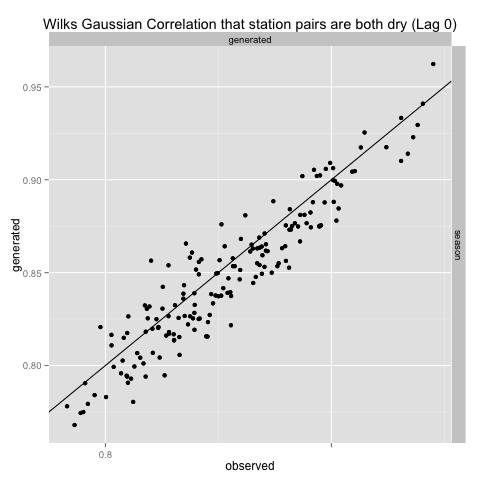 Wilks Gaussian Correlation that station pairs are both dry (Lag 0)
generated
0.95
0.90
0.85
0.80
generated
season
0.8
observed